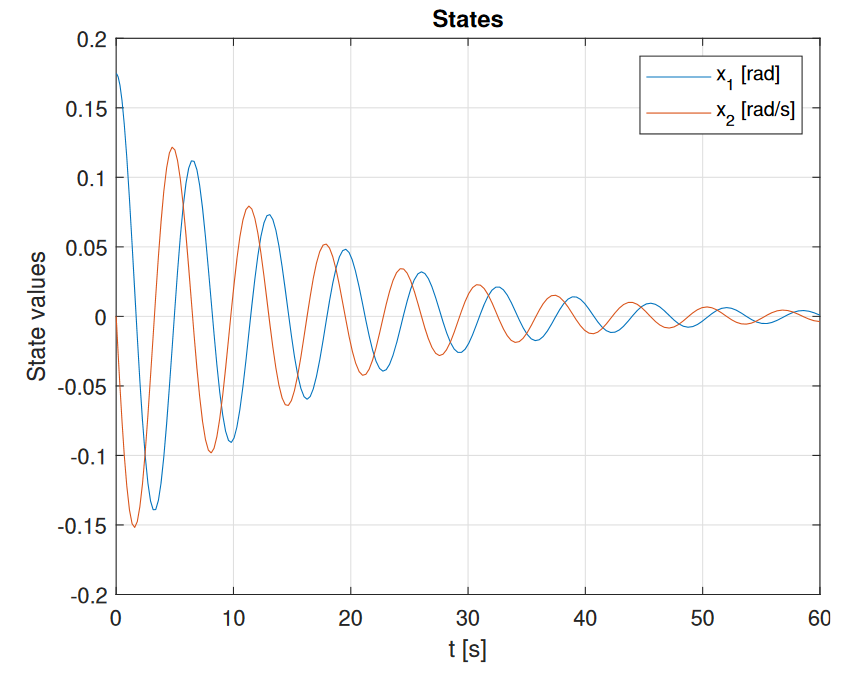 States
0.2
0.15
0.1
0.05
0
-0.05
-0.1
-0.15
-0.2
State values
x₁ [rad]
x₂ [rad/s]
0 10 20 30 40 50 60
t [s]